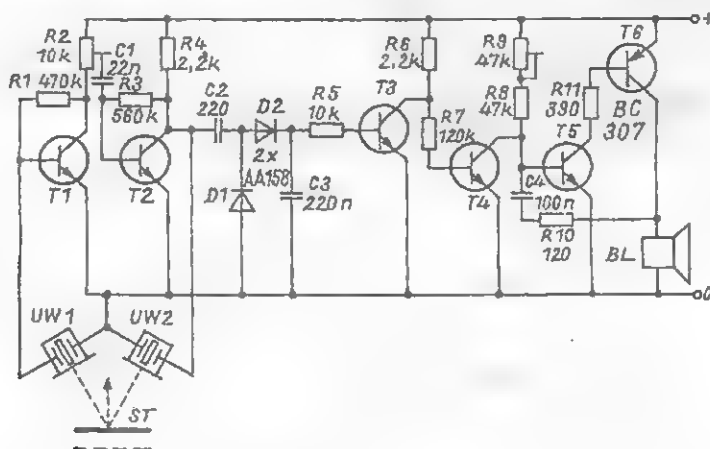 R2
10k
C1
22n
R4
2,2k
R1 470k
R3
560k
T1
T2
C2
220
D2
2x
AA158
D1
R5
10k
C3
220n
T3
R6
2,2k
R7
120k
T4
R9
47k
R8
47k
C4
100n
R10
120
T5
R11
390
T6
BC
307
BL
+
0
UW1
UW2
ST